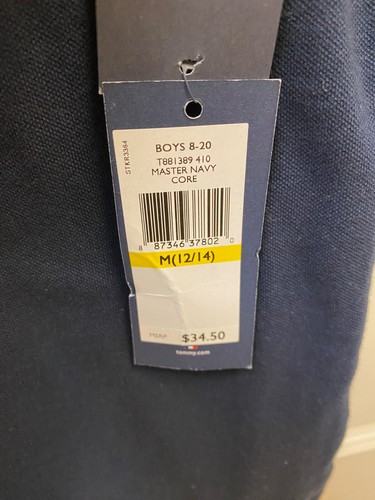 STKR3364
BOYS 8-20
T881389 410
MASTER NAVY
CORE
8 87346 37802 0
M(12/14)
MSRP $34.50
tommy.com